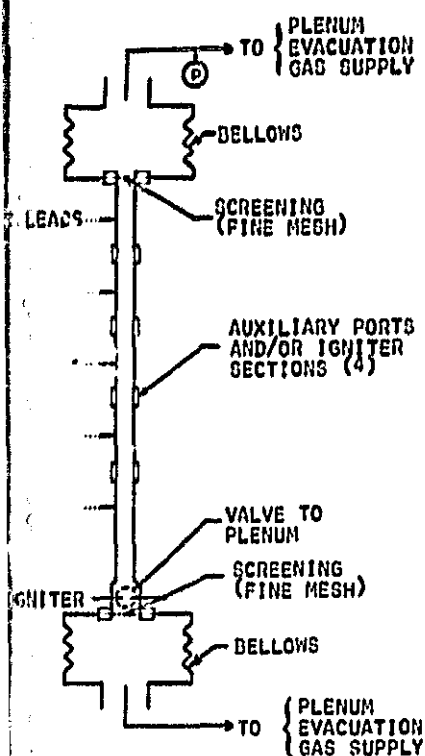 PLENUM
TO EVACUATION
GAS SUPPLY
P
BELLOWS
SCREENING
(FINE MESH)
LEADS
AUXILIARY PORTS
AND/OR IGNITER
SECTIONS (4)
VALVE TO
PLENUM
SCREENING
(FINE MESH)
GNITER
BELLOWS
PLENUM
TO EVACUATION
GAS SUPPLY